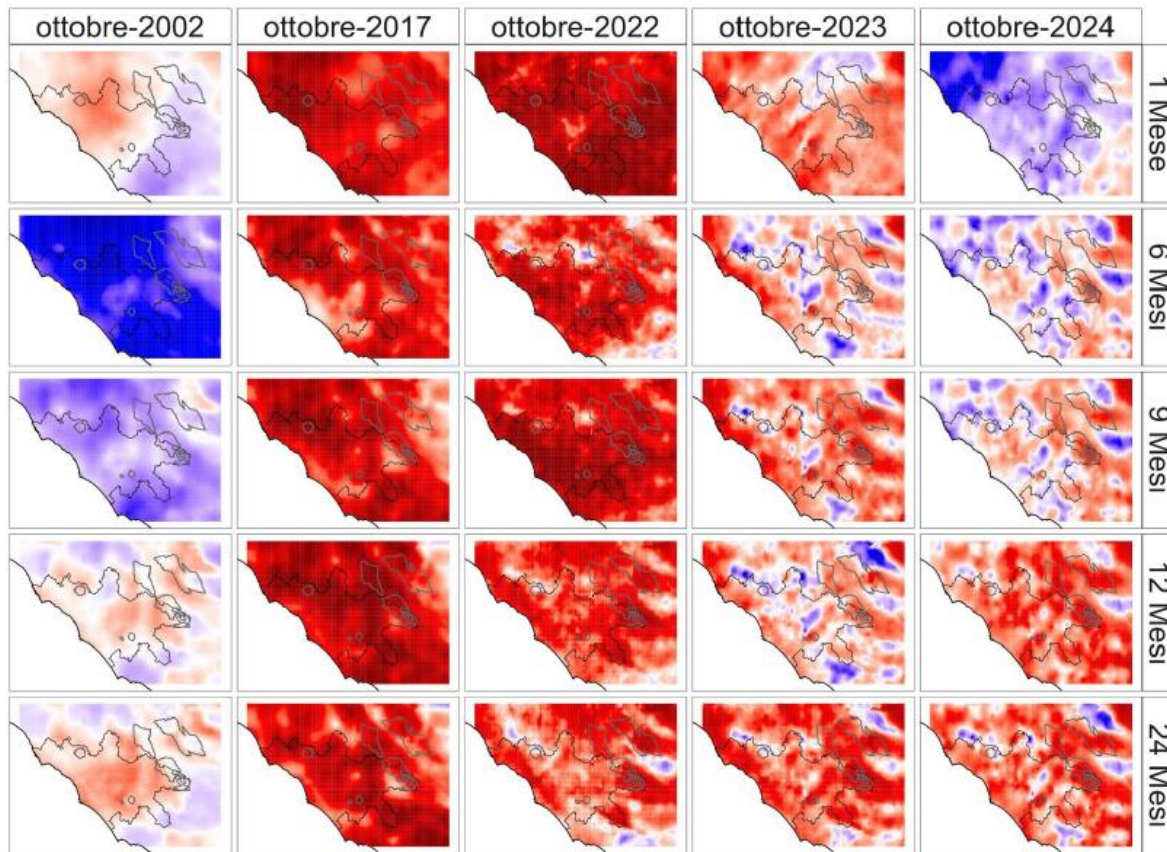 ottobre-2002 ottobre-2017 ottobre-2022 ottobre-2023 ottobre-2024
1 Mese
6 Mesi
9 Mesi
12 Mesi
24 Mesi